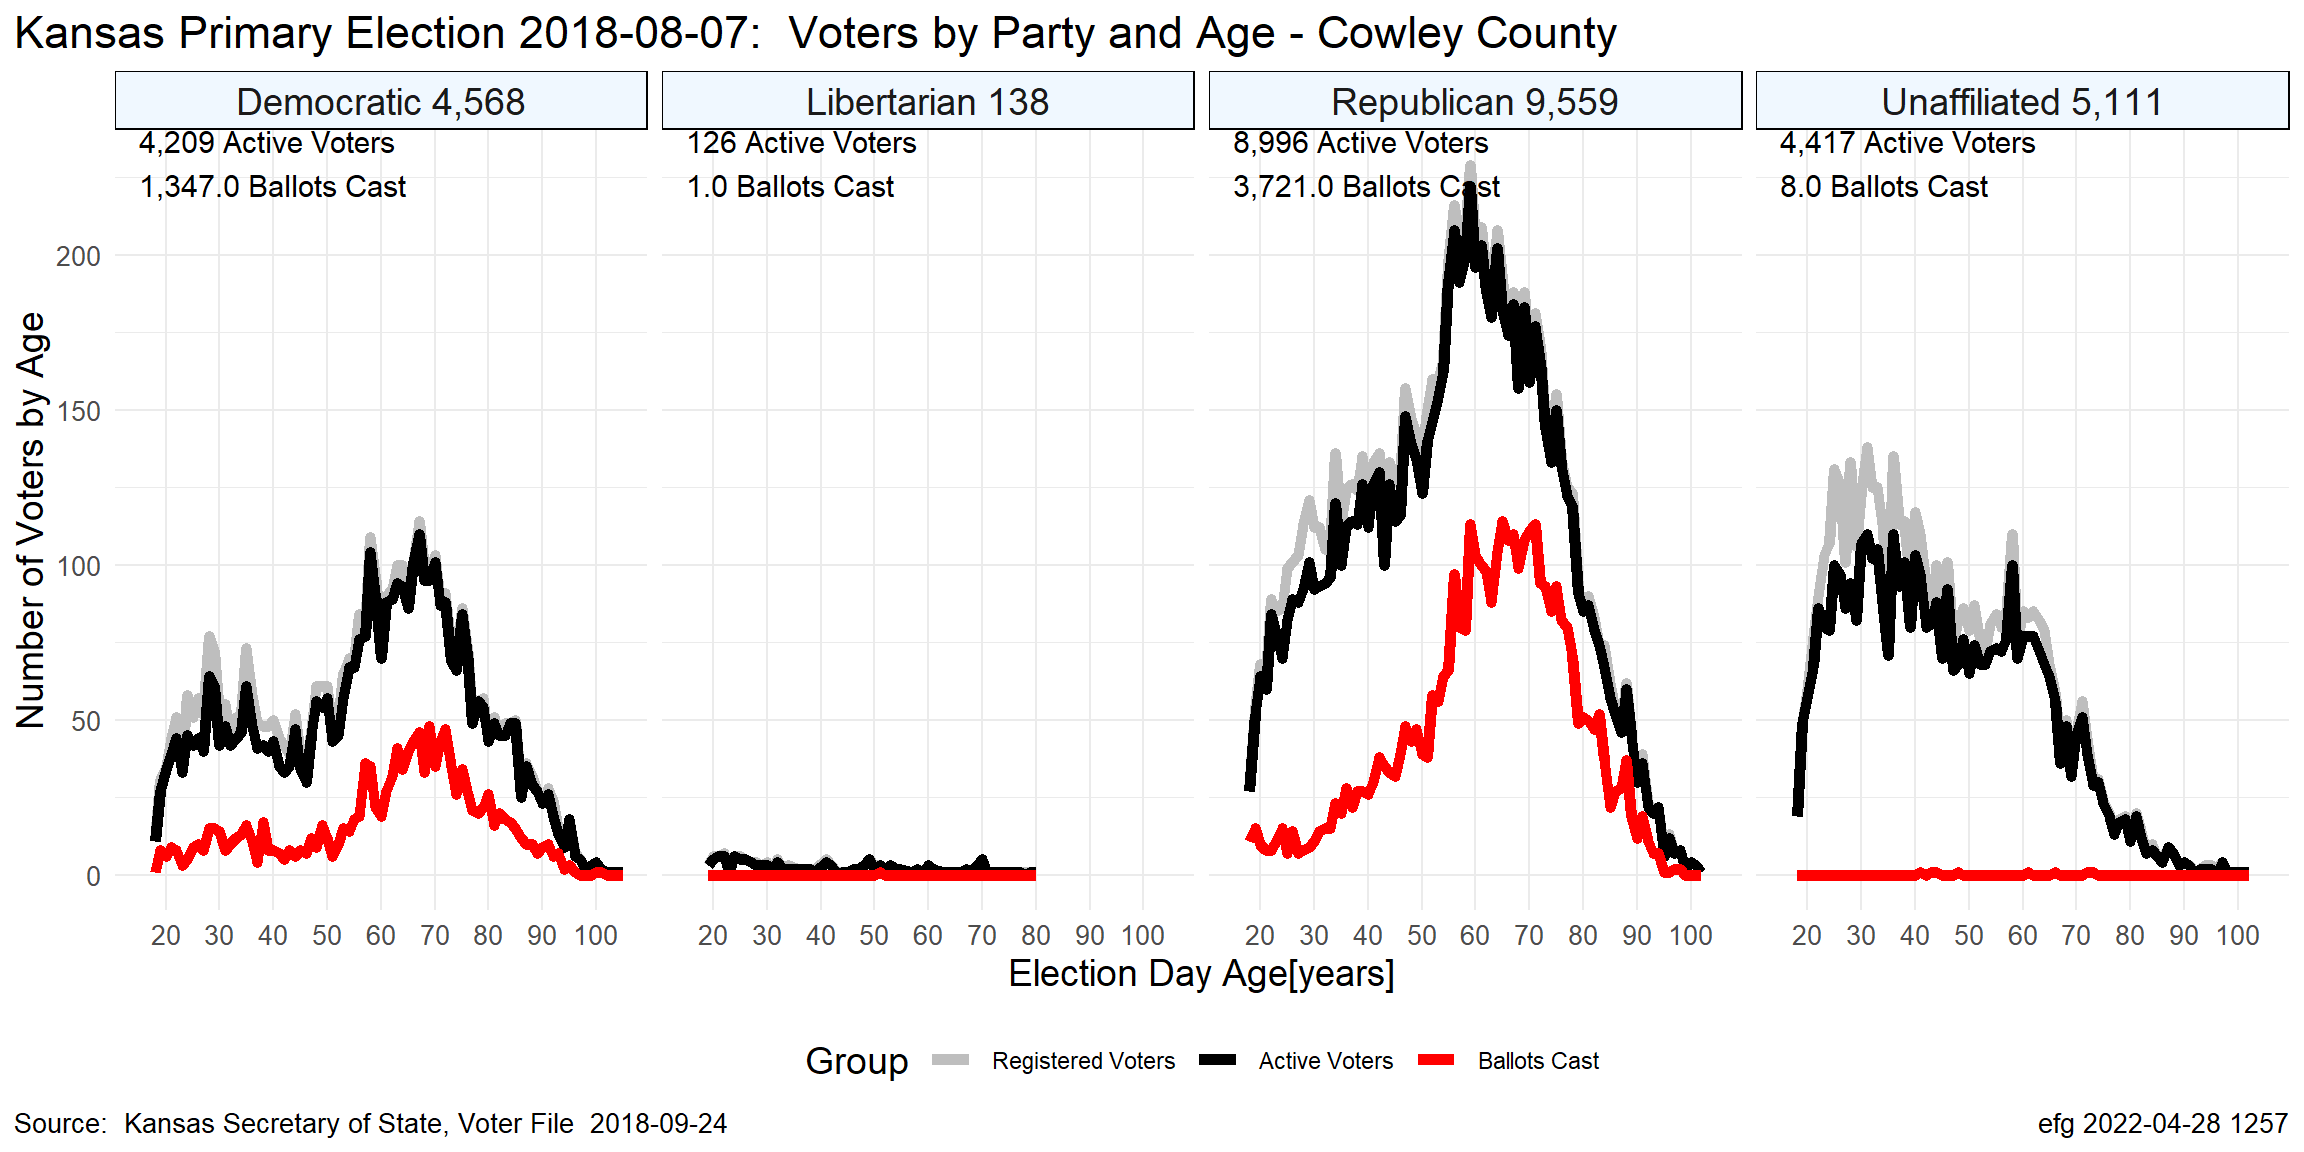 Kansas Primary Election 2018-08-07:  Voters by Party and Age - Cowley County
Democratic 4,568
Libertarian 138
Republican 9,559
Unaffiliated 5,111
4,209 Active Voters
1,347.0 Ballots Cast
126 Active Voters
1.0 Ballots Cast
8,996 Active Voters
3,721.0 Ballots Cast
4,417 Active Voters
8.0 Ballots Cast
Number of Voters by Age
200
150
100
50
0
20 30 40 50 60 70 80 90 100
20 30 40 50 60 70 80 90 100
20 30 40 50 60 70 80 90 100
20 30 40 50 60 70 80 90 100
Election Day Age[years]
Group Registered Voters Active Voters Ballots Cast
Source:  Kansas Secretary of State, Voter File  2018-09-24
efg 2022-04-28 1257